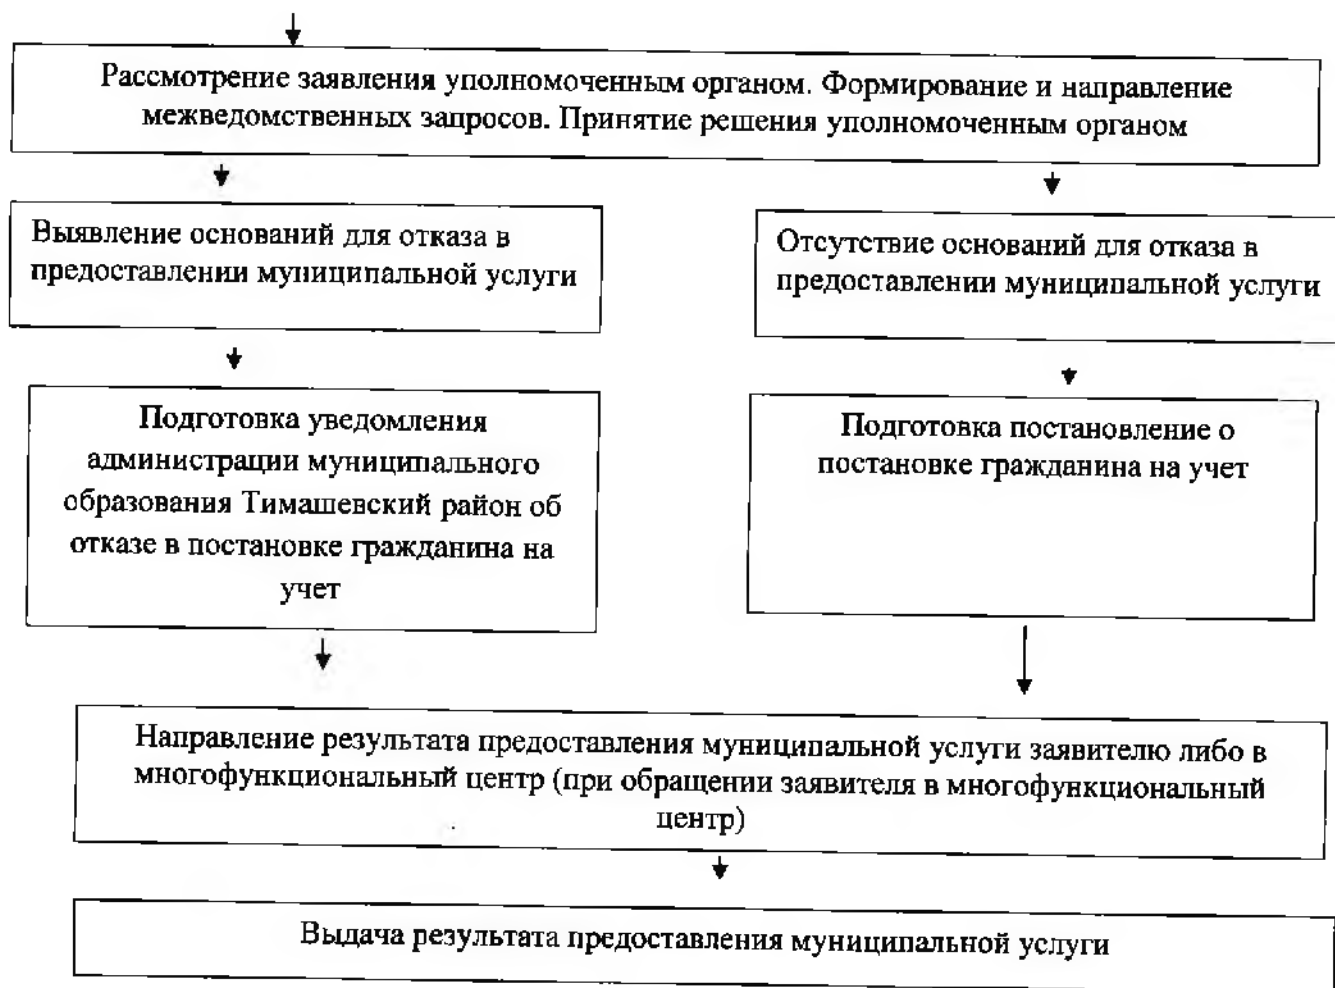 Рассмотрение заявления уполномоченным органом. Формирование и направление
межведомственных запросов. Принятие решения уполномоченным органом
Выявление оснований для отказа в
предоставлении муниципальной услуги
Отсутствие оснований для отказа в
предоставлении муниципальной услуги
Подготовка уведомления
администрации муниципального
образования Тимашевский район об
отказе в постановке гражданина на
учет
Подготовка постановление о
постановке гражданина на учет
Направление результата предоставления муниципальной услуги заявителю либо в
многофункциональный центр (при обращении заявителя в многофункциональный
центр)
Выдача результата предоставления муниципальной услуги